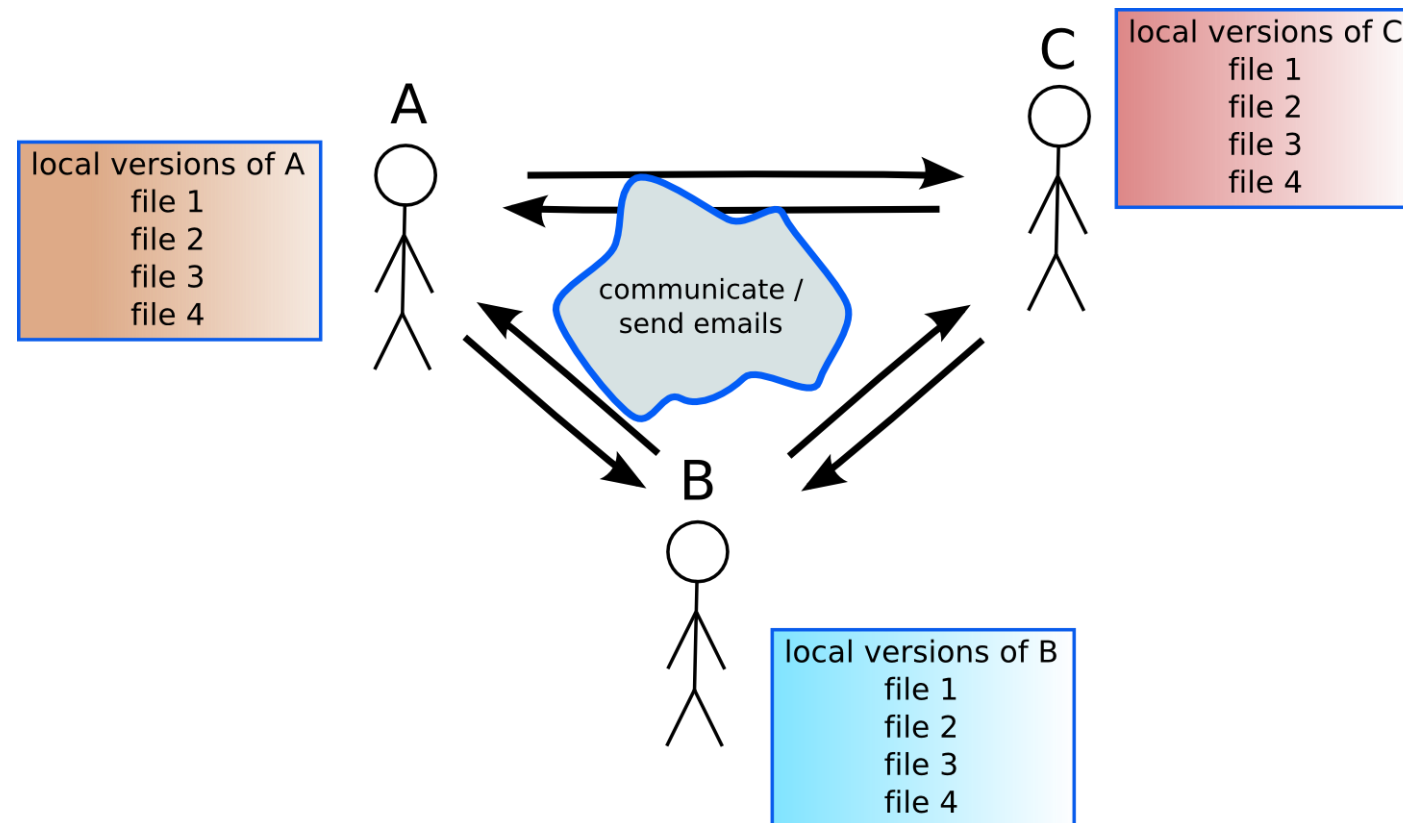 A
local versions of A
file 1
file 2
file 3
file 4
C
local versions of C
file 1
file 2
file 3
file 4
communicate /
send emails
B
local versions of B
file 1
file 2
file 3
file 4